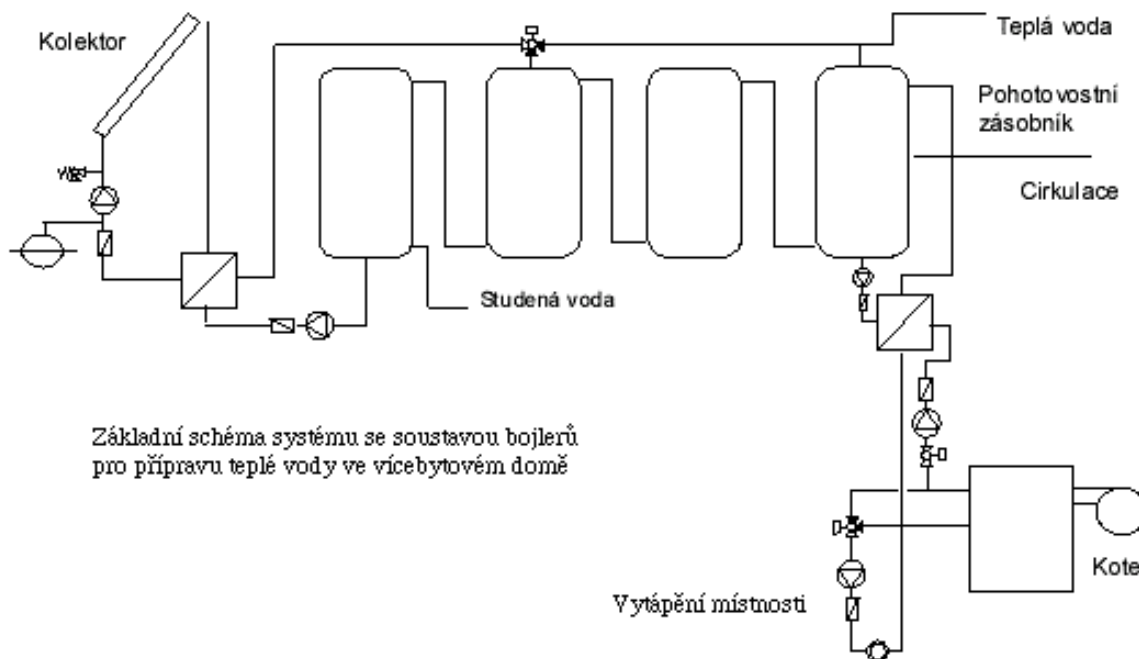 Kolektor
Teplá voda
Pohotovostní
zásobník
Cirkulace
Studená voda
Základní schéma systému se soustavou bojlerů
pro přípravu teplé vody ve vícebytovém domě
Kote
Vytápění místnosti